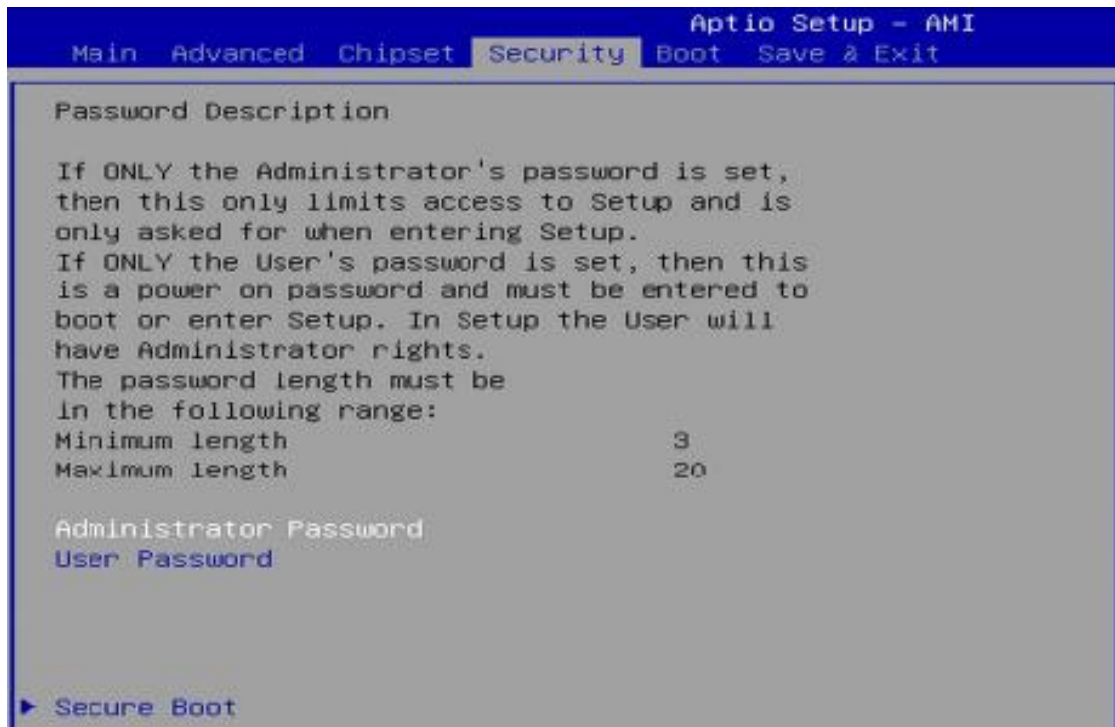 Aptio Setup – AMI
Main Advanced Chipset Security Boot Save & Exit
Password Description
If ONLY the Administrator's password is set,
then this only limits access to Setup and is
only asked for when entering Setup.
If ONLY the User's password is set, then this
is a power on password and must be entered to
boot or enter Setup. In Setup the User will
have Administrator rights.
The password length must be
in the following range:
Minimum length 3
Maximum length 20
Administrator Password
User Password
Secure Boot